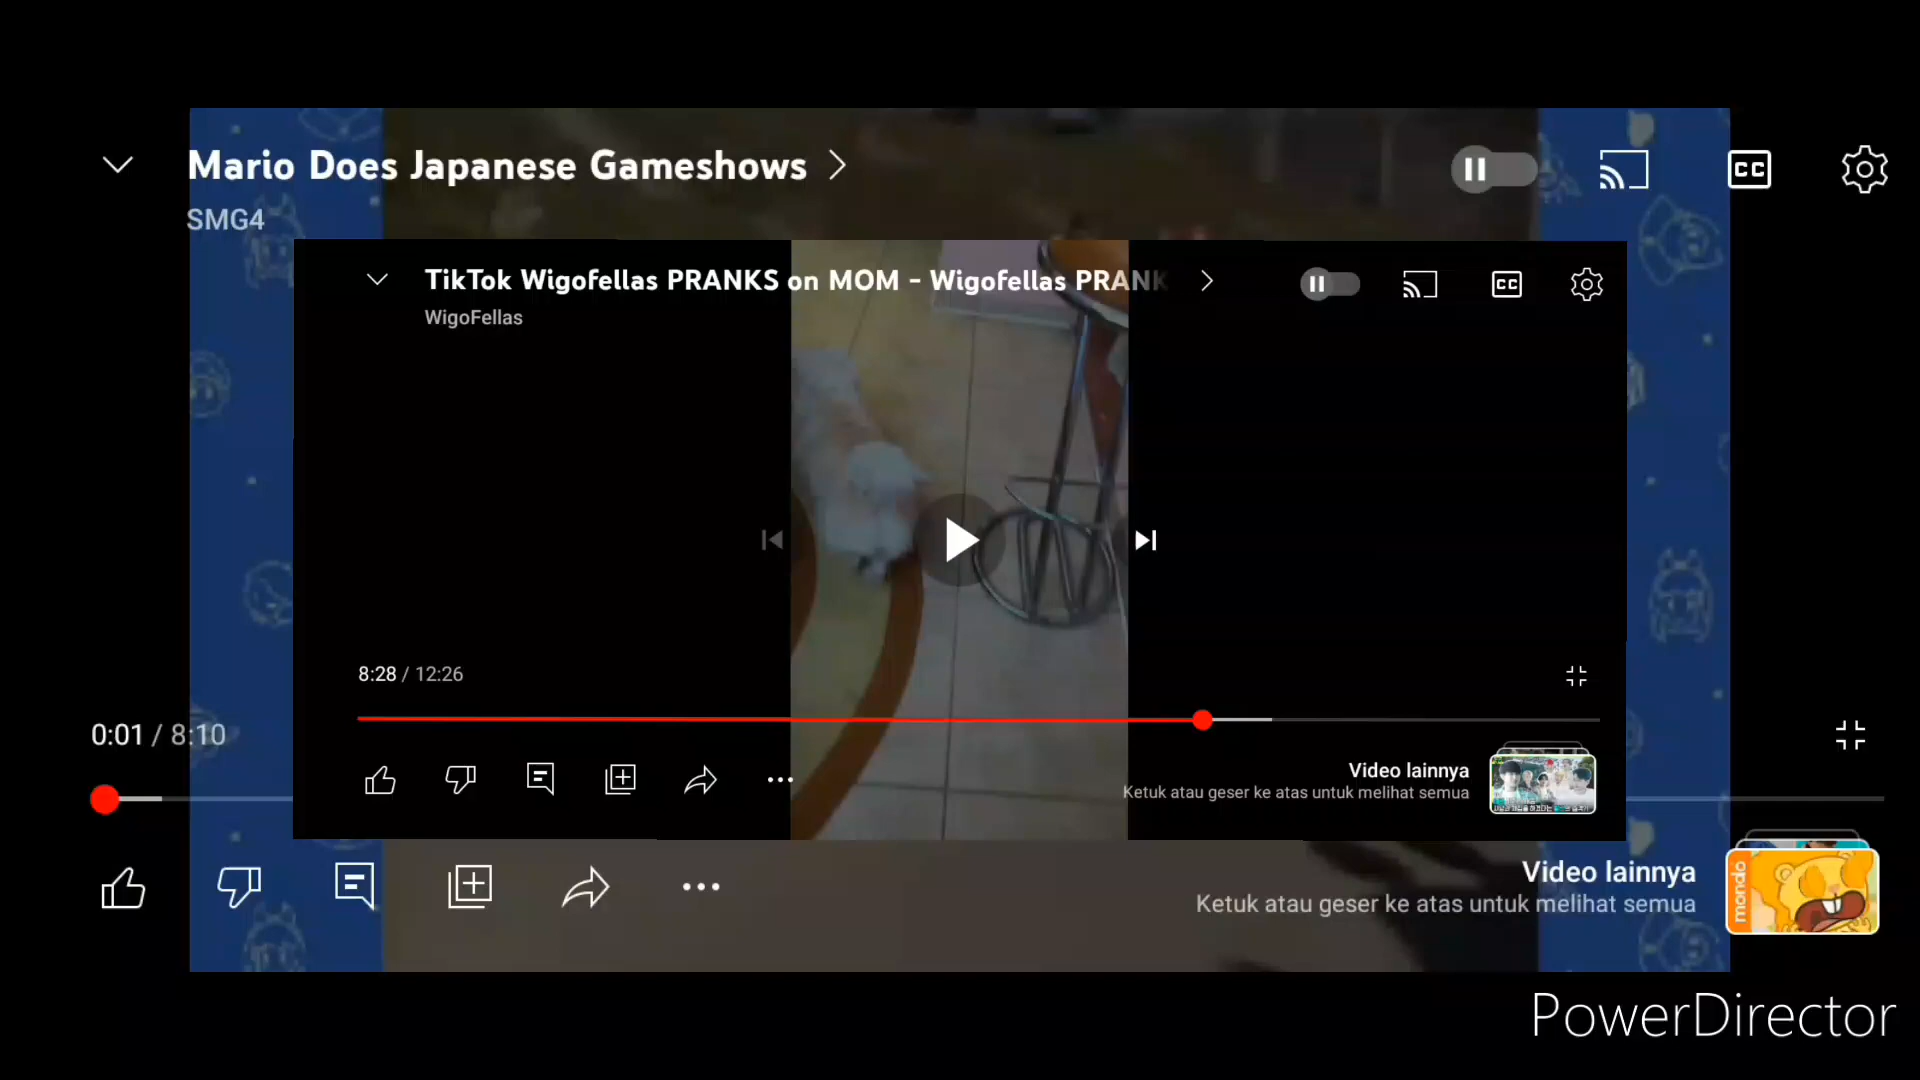 Mario Does Japanese Gameshows
SMG4
CC
TikTok Wigofellas PRANKS on MOM - Wigofellas PRANK
WigoFellas
CC
8:28 / 12:26
Video lainnya
Ketuk atau geser ke atas untuk melihat semua
0:01 / 8:10
Video lainnya
Ketuk atau geser ke atas untuk melihat semua
mondo
PowerDirector